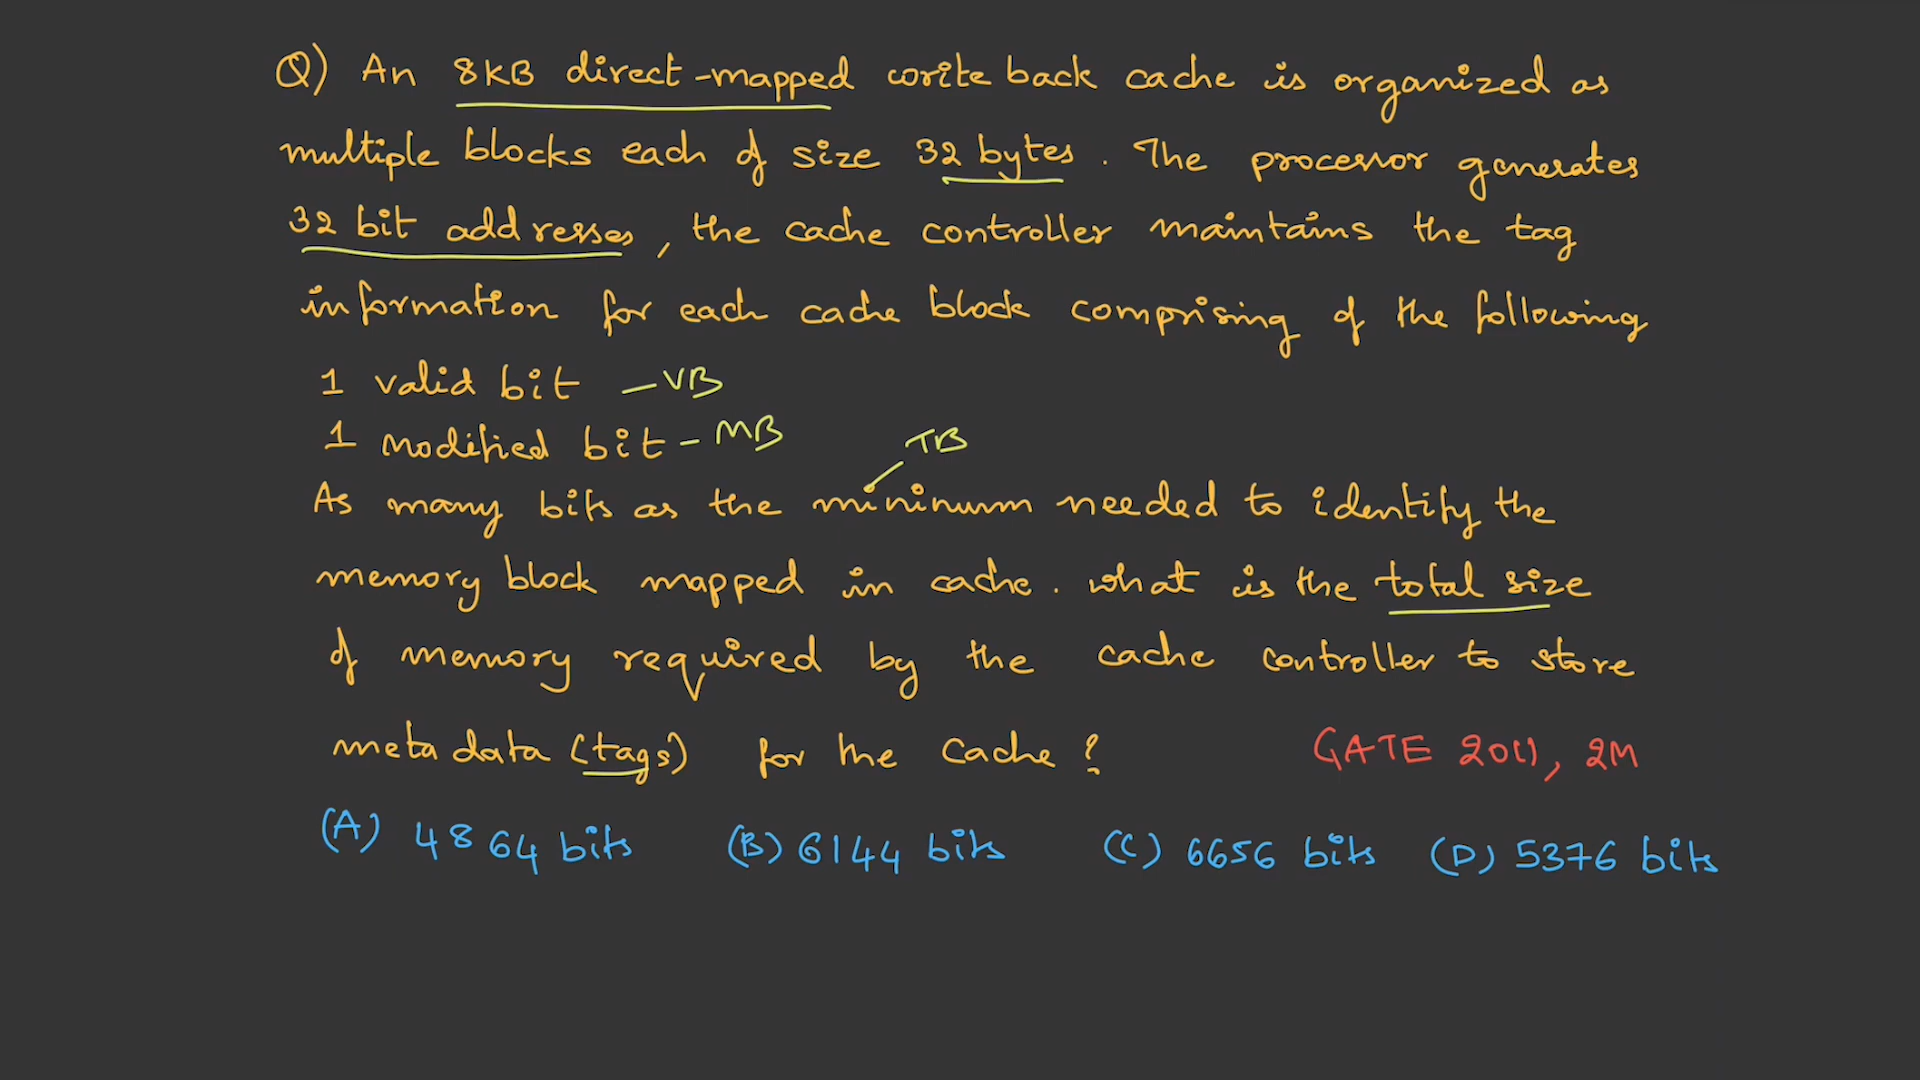 Q) An 8KB direct-mapped write back cache is organized as
multiple blocks each of size 32 bytes. The processor generates
32 bit addresses, the cache controller maintains the tag
information for each cache block comprising of the following
1 valid bit - VB
1 modified bit - MB
TB
As many bits as the mininum needed to identify the
memory block mapped in cache. what is the total size
of memory required by the cache controller to store
meta data (tags) for the Cache?
GATE 2011, 2M
(A) 4864 bits (B) 6144 bits (C) 6656 bits (D) 5376 bits